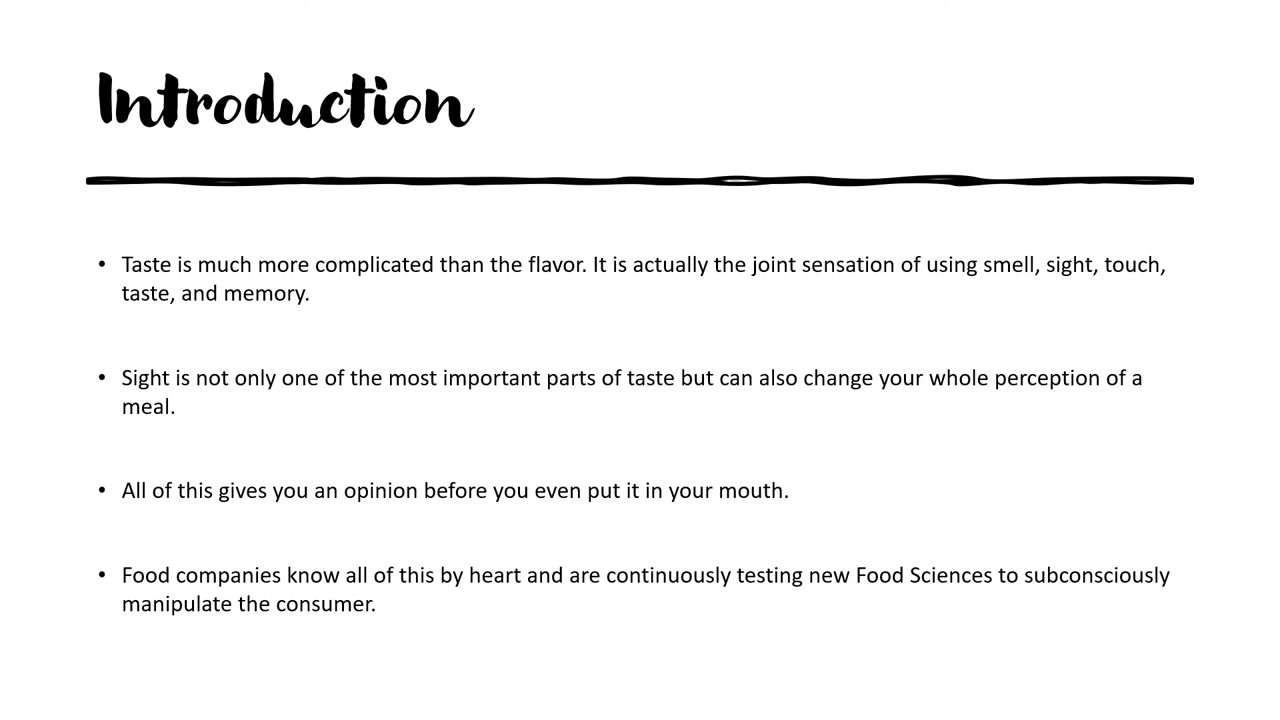 Introduction
• Taste is much more complicated than the flavor. It is actually the joint sensation of using smell, sight, touch,
taste, and memory.
• Sight is not only one of the most important parts of taste but can also change your whole perception of a
meal.
• All of this gives you an opinion before you even put it in your mouth.
• Food companies know all of this by heart and are continuously testing new Food Sciences to subconsciously
manipulate the consumer.